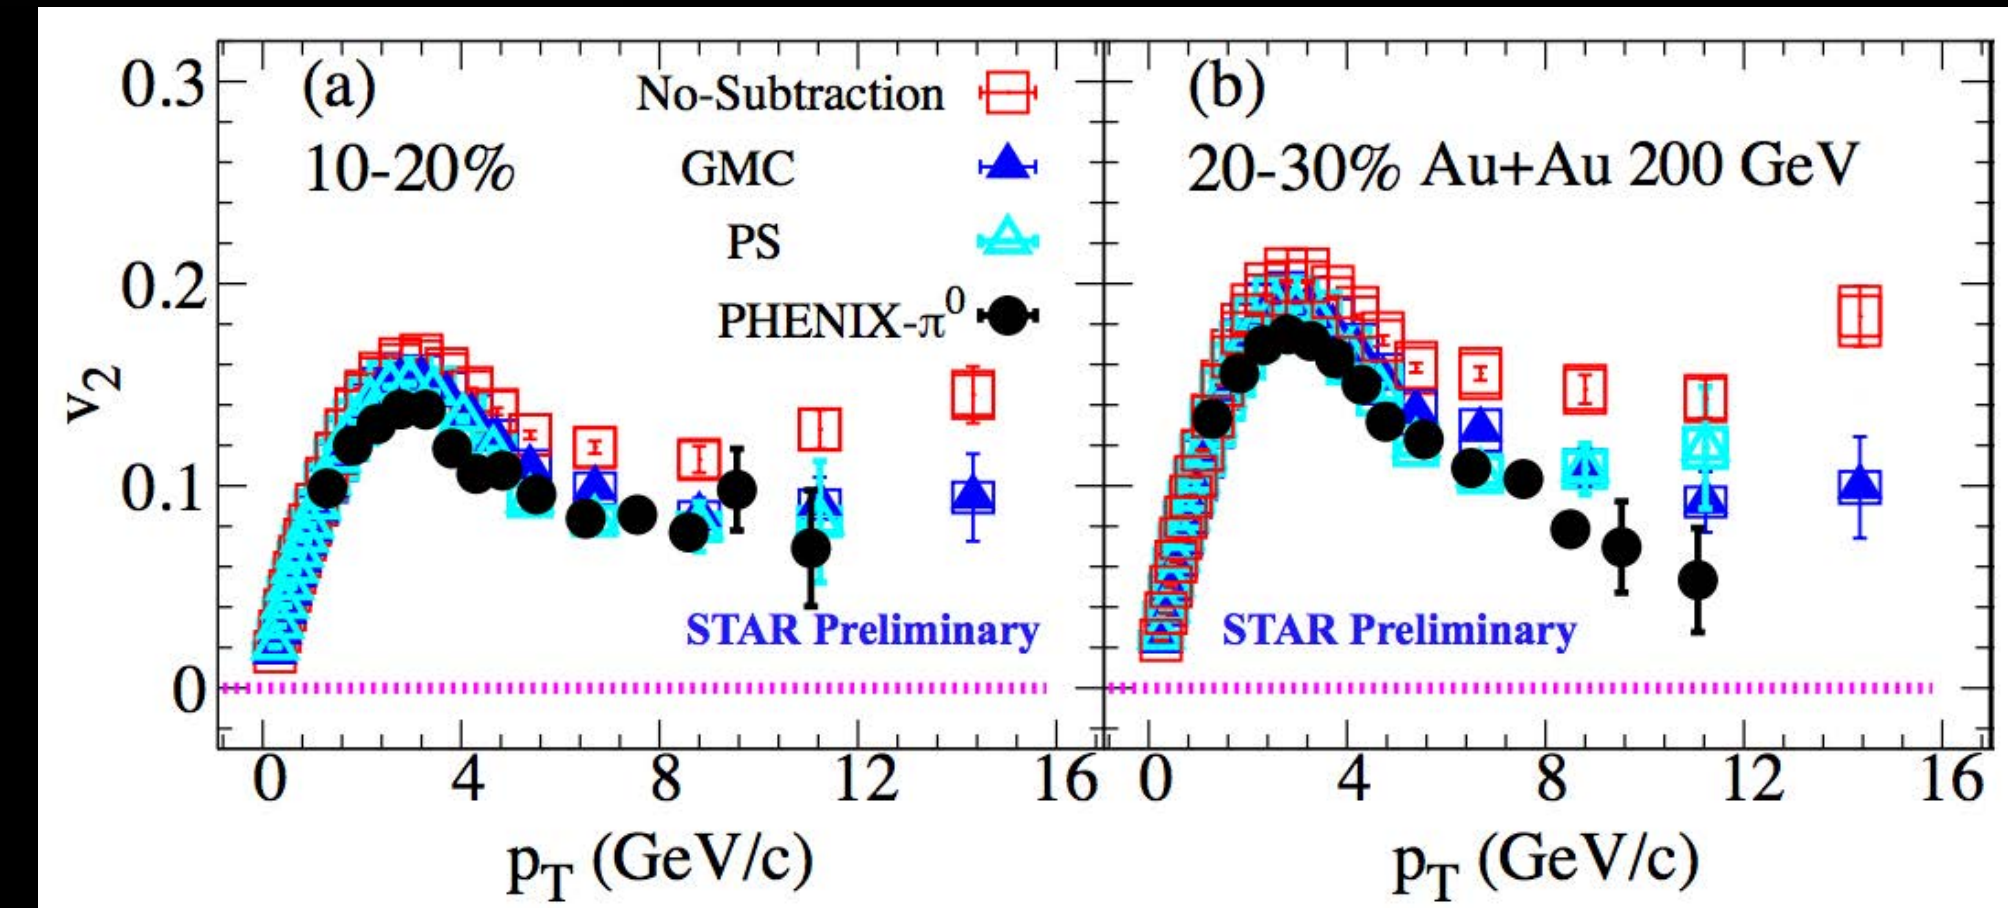 (a)
10-20%
No-Subtraction
GMC
PS
PHENIX-π⁰
STAR Preliminary
v₂
0.3
0.2
0.1
0
0 4 8 12 16
p_T (GeV/c)
(b)
20-30% Au+Au 200 GeV
STAR Preliminary
0 4 8 12 16
p_T (GeV/c)